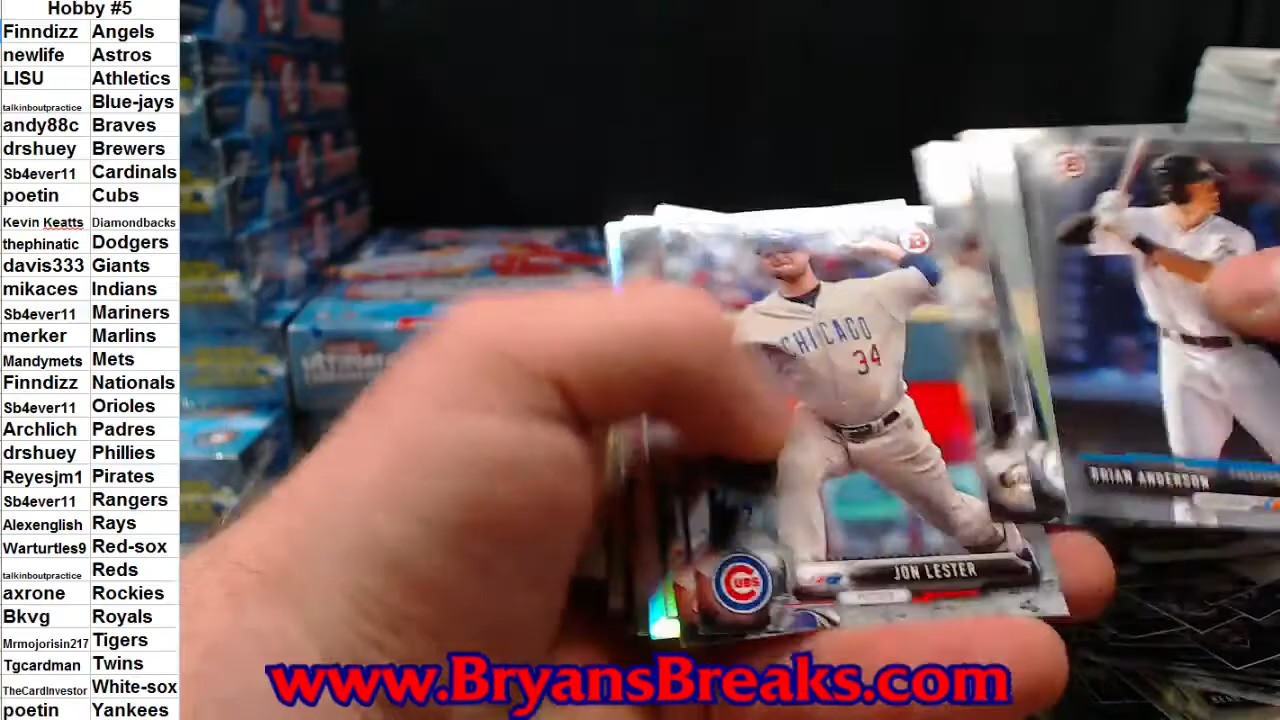 Hobby #5
Finndizz Angels
newlife Astros
LISU Athletics
talkinboutpractice Blue-jays
andy88c Braves
drshuey Brewers
Sb4ever11 Cardinals
poetin Cubs
Kevin Keatts Diamondbacks
thephinatic Dodgers
davis333 Giants
mikaces Indians
Sb4ever11 Mariners
merker Marlins
Mandymets Mets
Finndizz Nationals
Sb4ever11 Orioles
Archlich Padres
drshuey Phillies
Reyesjm1 Pirates
Sb4ever11 Rangers
Alexenglish Rays
Warturtles9 Red-sox
talkinboutpractice Reds
axrone Rockies
Bkvg Royals
Mrmojorisin217 Tigers
Tgcardman Twins
TheCardInvestor White-sox
poetin Yankees
CHICAGO
34
JON LESTER
CUBS
BRIAN ANDERSON
www.BryansBreaks.com